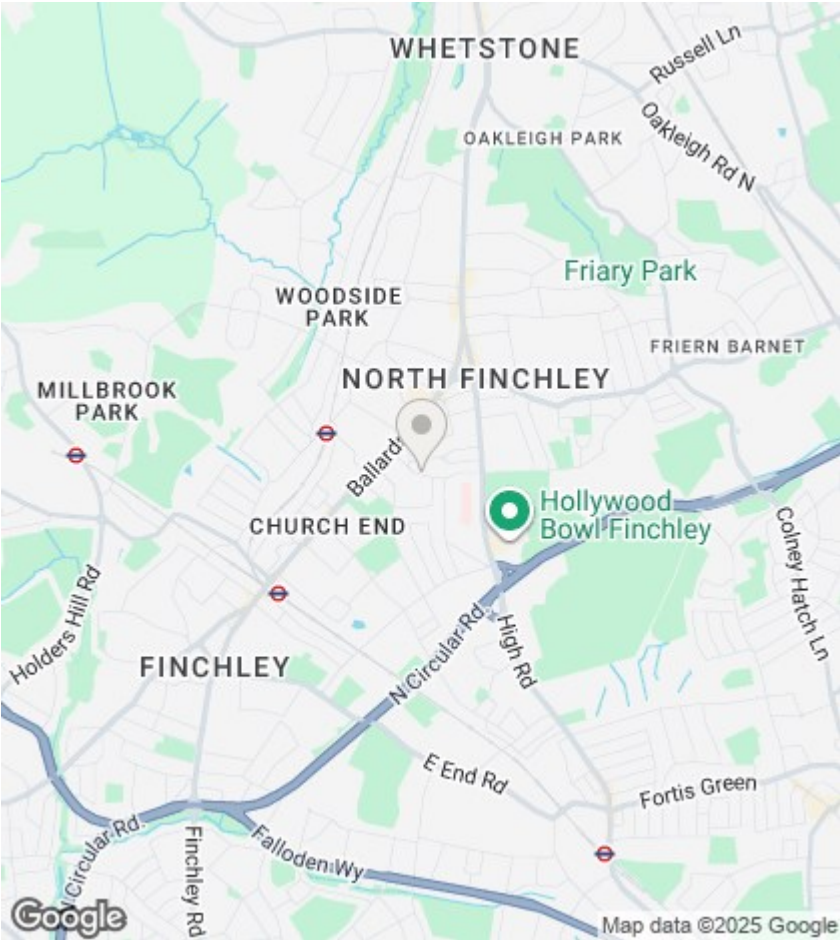 WHETSTONE
Russell Ln
OAKLEIGH PARK
Oakleigh Rd N
Friary Park
WOODSIDE
PARK
FRIERN BARNET
NORTH FINCHLEY
MILLBROOK
PARK
Ballards
Hollywood
Bowl Finchley
CHURCH END
Colney Hatch Ln
Holders Hill Rd
N Circular Rd
High Rd
FINCHLEY
E End Rd
Fortis Green
N Circular Rd
Finchley Rd
Falloden Wy
Google
Map data ©2025 Google